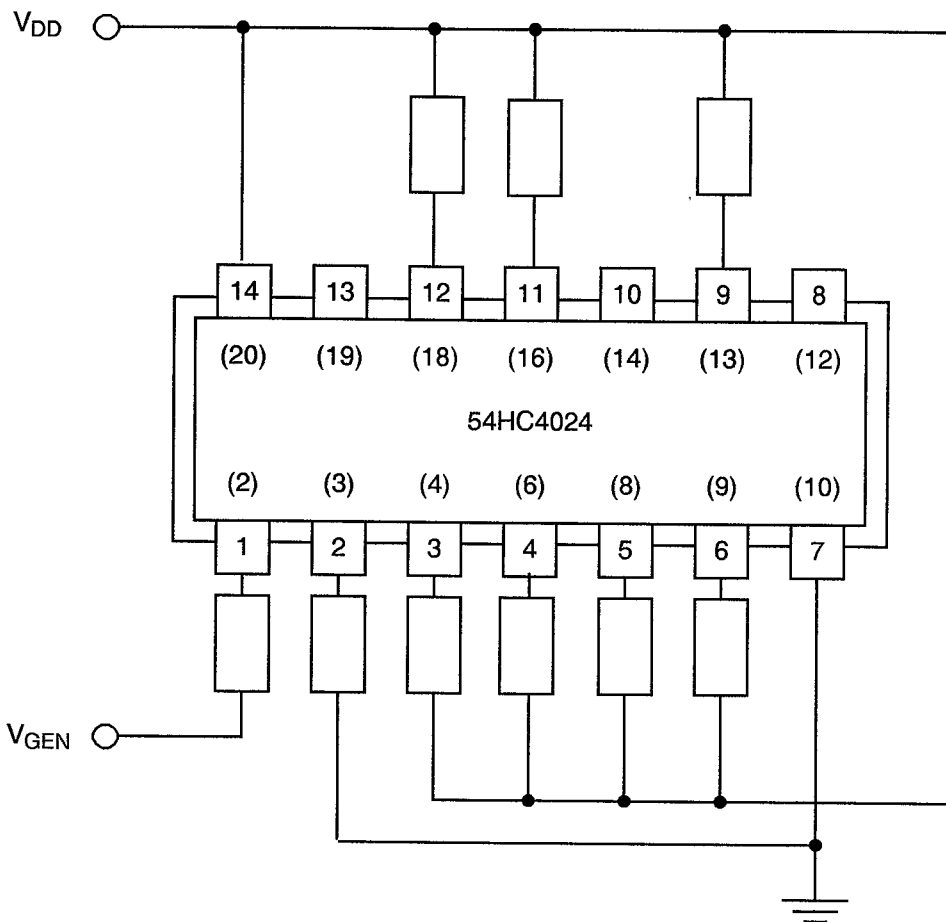 VDD
14 13 12 11 10 9 8
(20) (19) (18) (16) (14) (13) (12)
54HC4024
(2) (3) (4) (6) (8) (9) (10)
1 2 3 4 5 6 7
VGEN